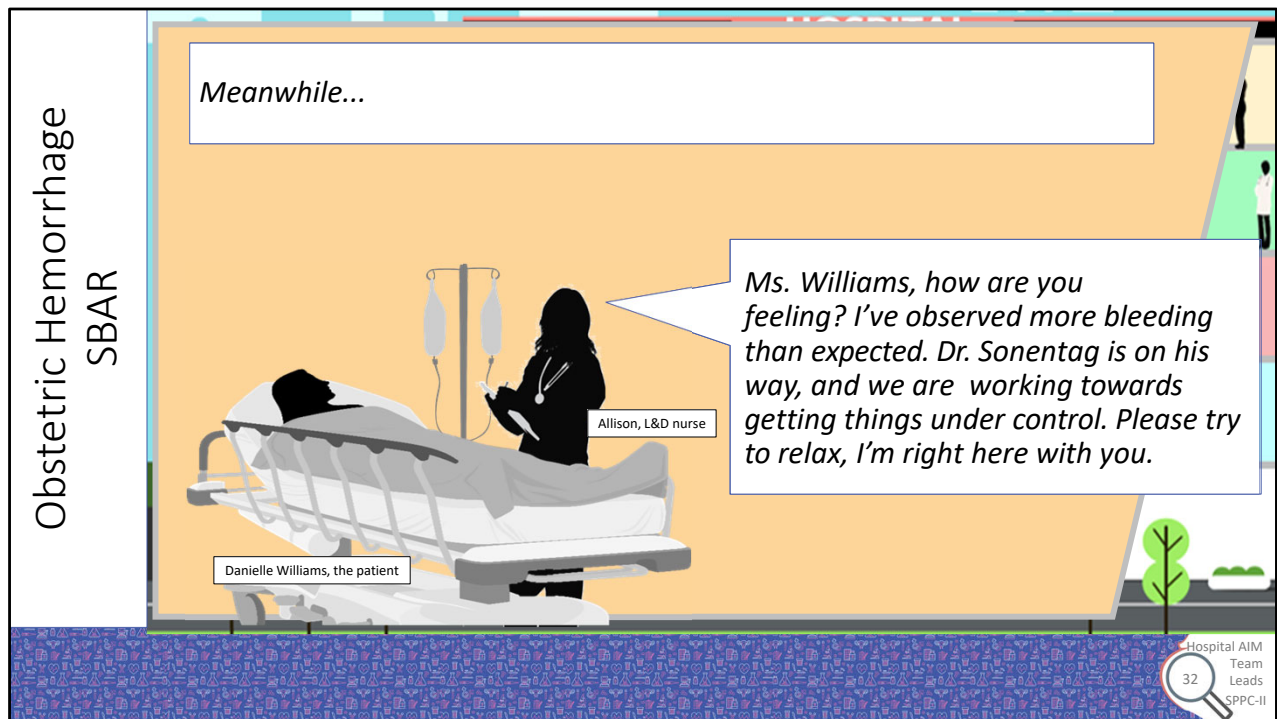 Obstetric Hemorrhage
SBAR
HOSPITAL
Meanwhile...
Ms. Williams, how are you
feeling? I’ve observed more bleeding
than expected. Dr. Sonentag is on his
way, and we are  working towards
getting things under control. Please try
to relax, I’m right here with you.
Allison, L&D nurse
Danielle Williams, the patient
Hospital AIM
Team
32 Leads
SPPC-II